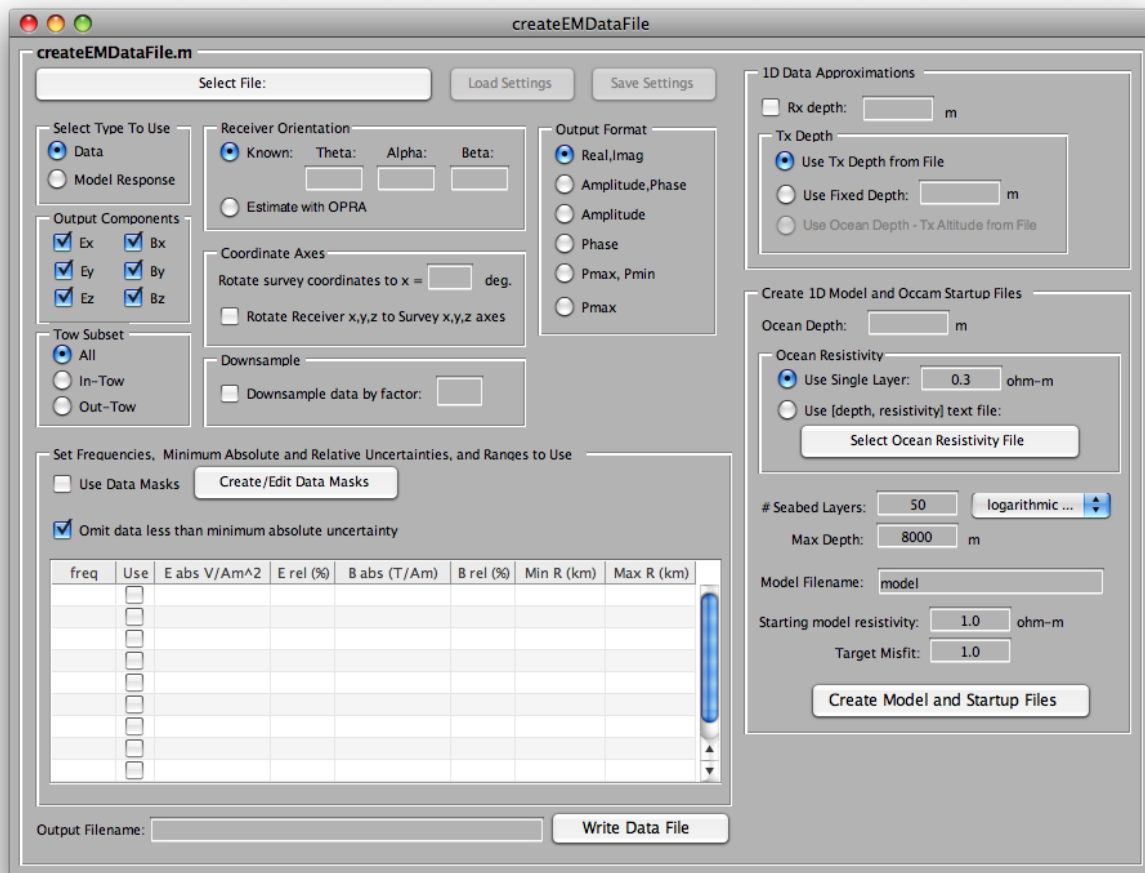 createEMDataFile
createEMDataFile.m
Select File:
Load Settings
Save Settings
Select Type To Use
Data
Model Response
Output Components
Ex
Bx
Ey
By
Ez
Bz
Tow Subset
All
In-Tow
Out-Tow
Receiver Orientation
Known:
Theta:
Alpha:
Beta:
Estimate with OPRA
Coordinate Axes
Rotate survey coordinates to x =
deg.
Rotate Receiver x,y,z to Survey x,y,z axes
Downsample
Downsample data by factor:
Output Format
Real,Imag
Amplitude,Phase
Amplitude
Phase
Pmax, Pmin
Pmax
Set Frequencies, Minimum Absolute and Relative Uncertainties, and Ranges to Use
Use Data Masks
Create/Edit Data Masks
Omit data less than minimum absolute uncertainty
freq
Use
E abs V/Am^2
E rel (%)
B abs (T/Am)
B rel (%)
Min R (km)
Max R (km)
Output Filename:
Write Data File
1D Data Approximations
Rx depth:
m
Tx Depth
Use Tx Depth from File
Use Fixed Depth:
m
Use Ocean Depth - Tx Altitude from File
Create 1D Model and Occam Startup Files
Ocean Depth:
m
Ocean Resistivity
Use Single Layer:
0.3
ohm-m
Use [depth, resistivity] text file:
Select Ocean Resistivity File
# Seabed Layers:
50
logarithmic ...
Max Depth:
8000
m
Model Filename:
model
Starting model resistivity:
1.0
ohm-m
Target Misfit:
1.0
Create Model and Startup Files